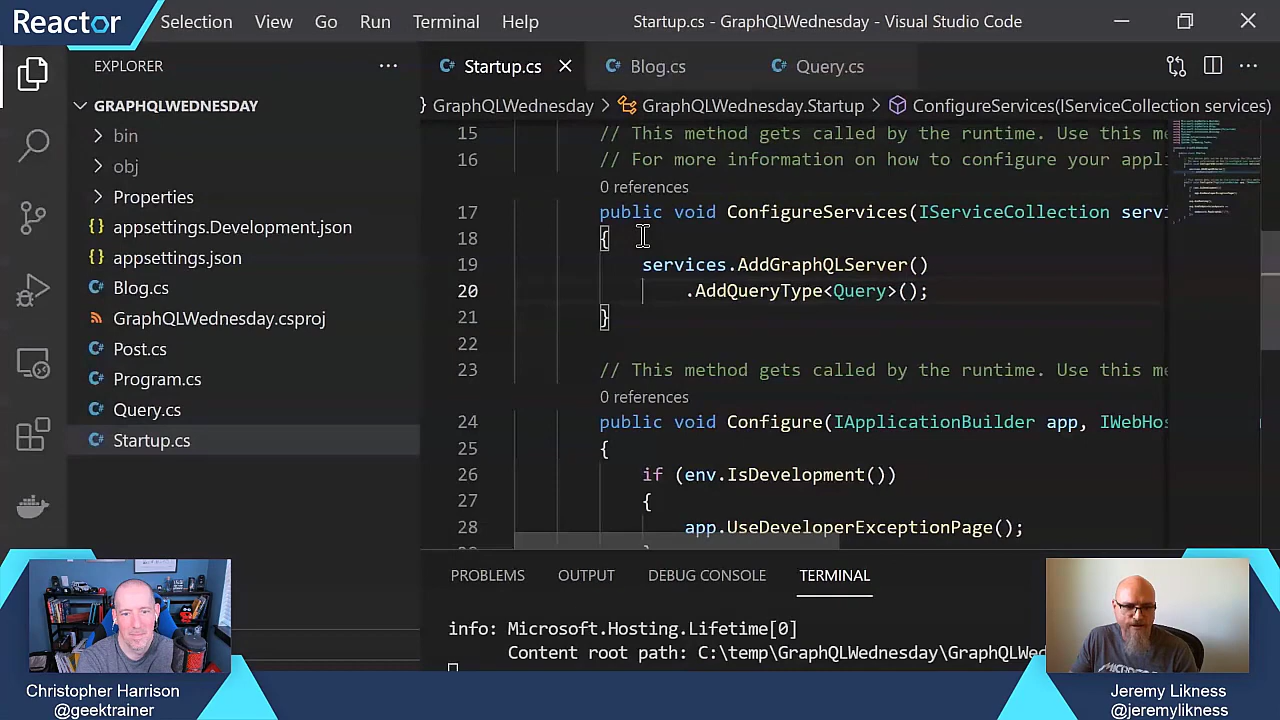 Reactor
Selection View Go Run Terminal Help
Startup.cs - GraphQLWednesday - Visual Studio Code
EXPLORER
Startup.cs
Blog.cs
Query.cs
GRAPHQLWEDNESDAY
} GraphQLWednesday > GraphQLWednesday.Startup > ConfigureServices(IServiceCollection services)
bin
obj
Properties
appsettings.Development.json
appsettings.json
Blog.cs
GraphQLWednesday.csproj
Post.cs
Program.cs
Query.cs
Startup.cs
15 // This method gets called by the runtime. Use this me
16 // For more information on how to configure your appl
0 references
17 public void ConfigureServices(IServiceCollection servi
18 {
19 services.AddGraphQLServer()
20 .AddQueryType<Query>();
21 }
22
23 // This method gets called by the runtime. Use this me
0 references
24 public void Configure(IApplicationBuilder app, IWebHos
25 {
26 if (env.IsDevelopment())
27 {
28 app.UseDeveloperExceptionPage();
PROBLEMS OUTPUT DEBUG CONSOLE TERMINAL
info: Microsoft.Hosting.Lifetime[0]
Content root path: C:\temp\GraphQLWednesday\GraphQLWed
Christopher Harrison
@geektrainer
Jeremy Likness
@jeremylikness